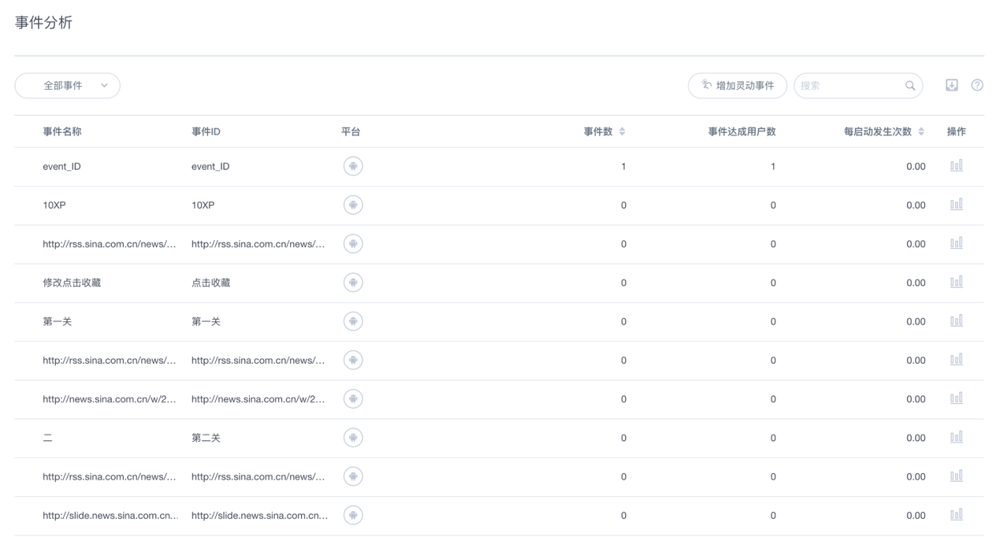 事件分析
全部事件 增加灵动事件 搜索
事件名称 事件ID 平台 事件数 事件达成用户数 每启动发生次数 操作
event_ID event_ID 1 1 0.00
10XP 10XP 0 0 0.00
http://rss.sina.com.cn/news/... http://rss.sina.com.cn/news/... 0 0 0.00
修改点击收藏 点击收藏 0 0 0.00
第一关 第一关 0 0 0.00
http://rss.sina.com.cn/news/... http://rss.sina.com.cn/news/... 0 0 0.00
http://news.sina.com.cn/w/2... http://news.sina.com.cn/w/2... 0 0 0.00
二 第二关 0 0 0.00
http://rss.sina.com.cn/news/... http://rss.sina.com.cn/news/... 0 0 0.00
http://slide.news.sina.com.cn... http://slide.news.sina.com.cn... 0 0 0.00